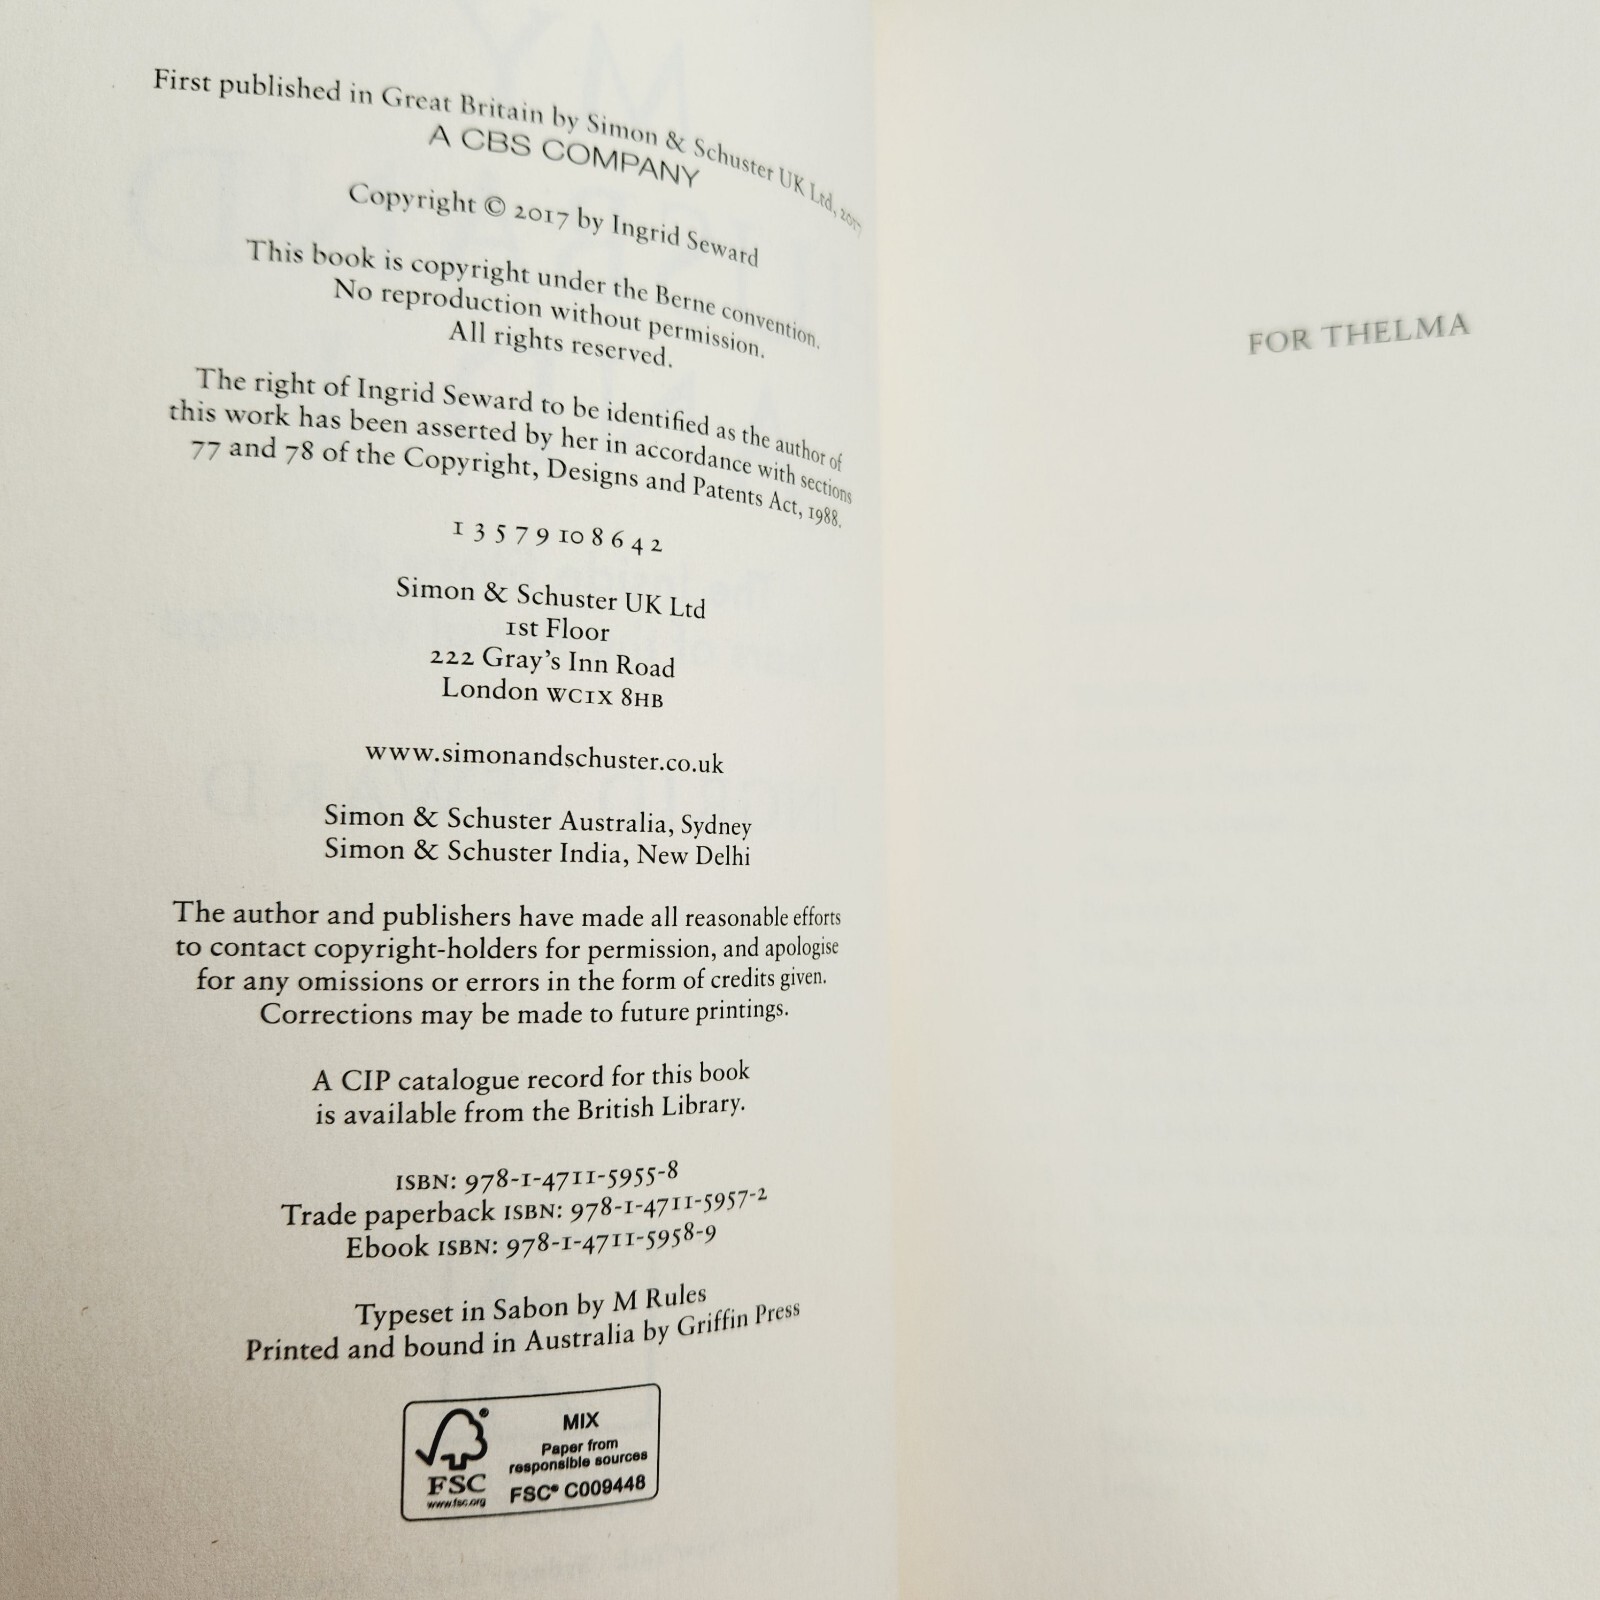 First published in Great Britain by Simon & Schuster UK Ltd, 2017
A CBS COMPANY
Copyright © 2017 by Ingrid Seward
This book is copyright under the Berne convention.
No reproduction without permission.
All rights reserved.
The right of Ingrid Seward to be identified as the author of
this work has been asserted by her in accordance with sections
77 and 78 of the Copyright, Designs and Patents Act, 1988.
1 3 5 7 9 10 8 6 4 2
Simon & Schuster UK Ltd
1st Floor
222 Gray's Inn Road
London WC1X 8HB
www.simonandschuster.co.uk
Simon & Schuster Australia, Sydney
Simon & Schuster India, New Delhi
The author and publishers have made all reasonable efforts
to contact copyright-holders for permission, and apologise
for any omissions or errors in the form of credits given.
Corrections may be made to future printings.
A CIP catalogue record for this book
is available from the British Library.
ISBN: 978-1-4711-5955-8
Trade paperback ISBN: 978-1-4711-5957-2
Ebook ISBN: 978-1-4711-5958-9
Typeset in Sabon by M Rules
Printed and bound in Australia by Griffin Press
FSC
www.fsc.org
MIX
Paper from
responsible sources
FSC® C009448
FOR THELMA